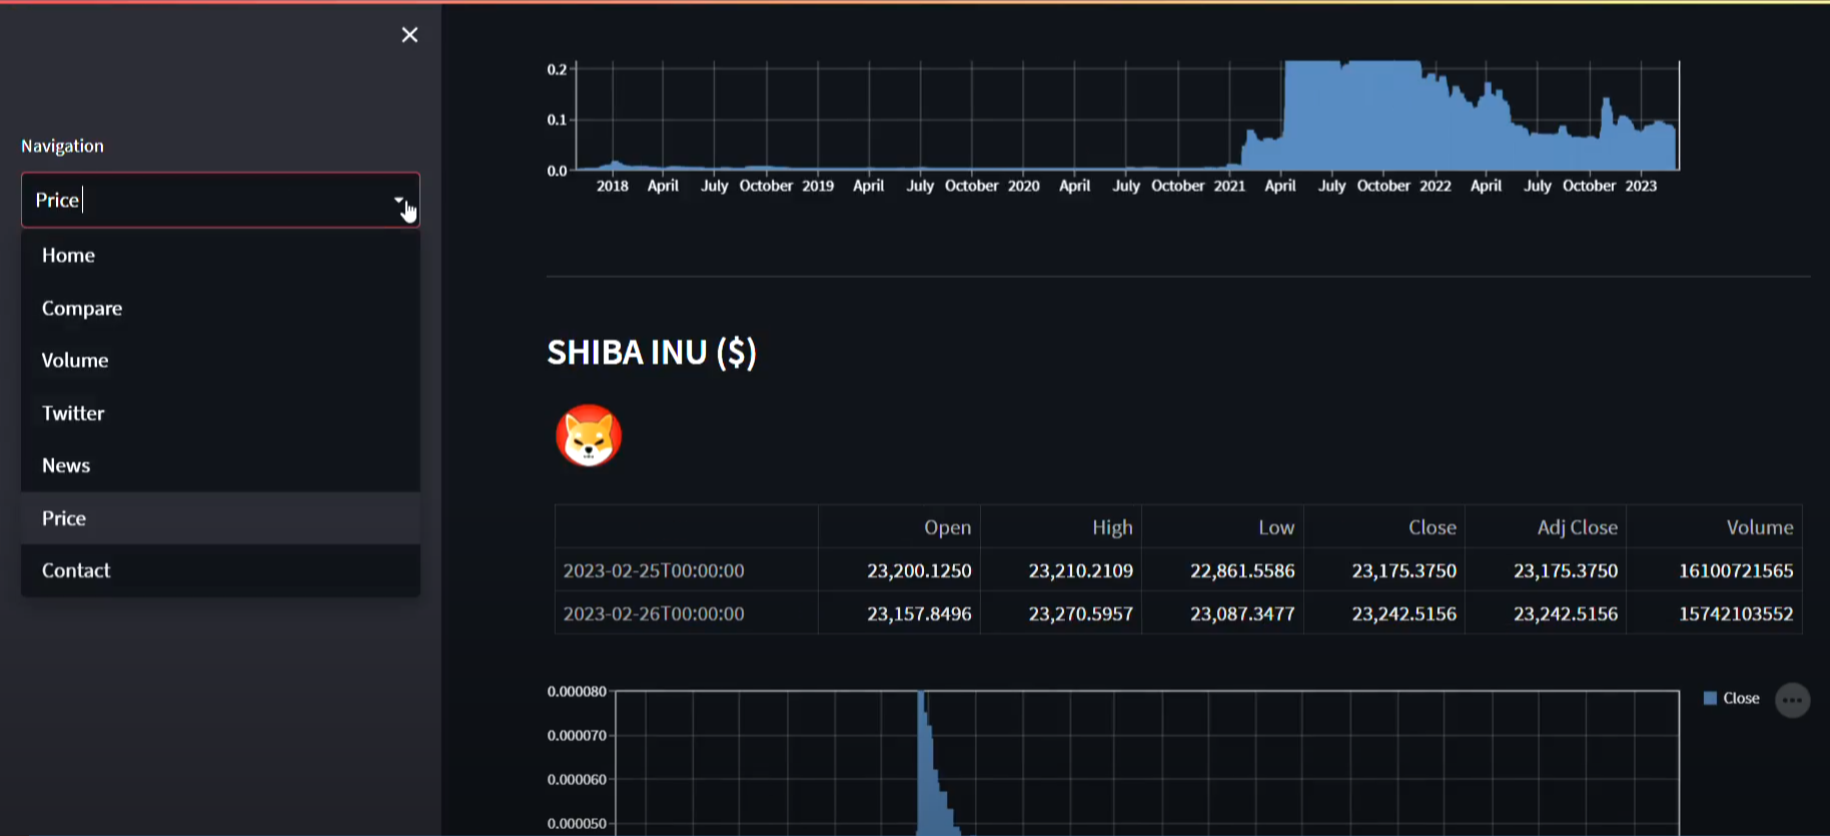 Navigation
Price
Home
Compare
Volume
Twitter
News
Price
Contact
0.2
0.1
0.0
2018 April July October 2019 April July October 2020 April July October 2021 April July October 2022 April July October 2023
SHIBA INU ($)
Open High Low Close Adj Close Volume
2023-02-25T00:00:00 23,200.1250 23,210.2109 22,861.5586 23,175.3750 23,175.3750 16100721565
2023-02-26T00:00:00 23,157.8496 23,270.5957 23,087.3477 23,242.5156 23,242.5156 15742103552
0.000080
0.000070
0.000060
0.000050
Close